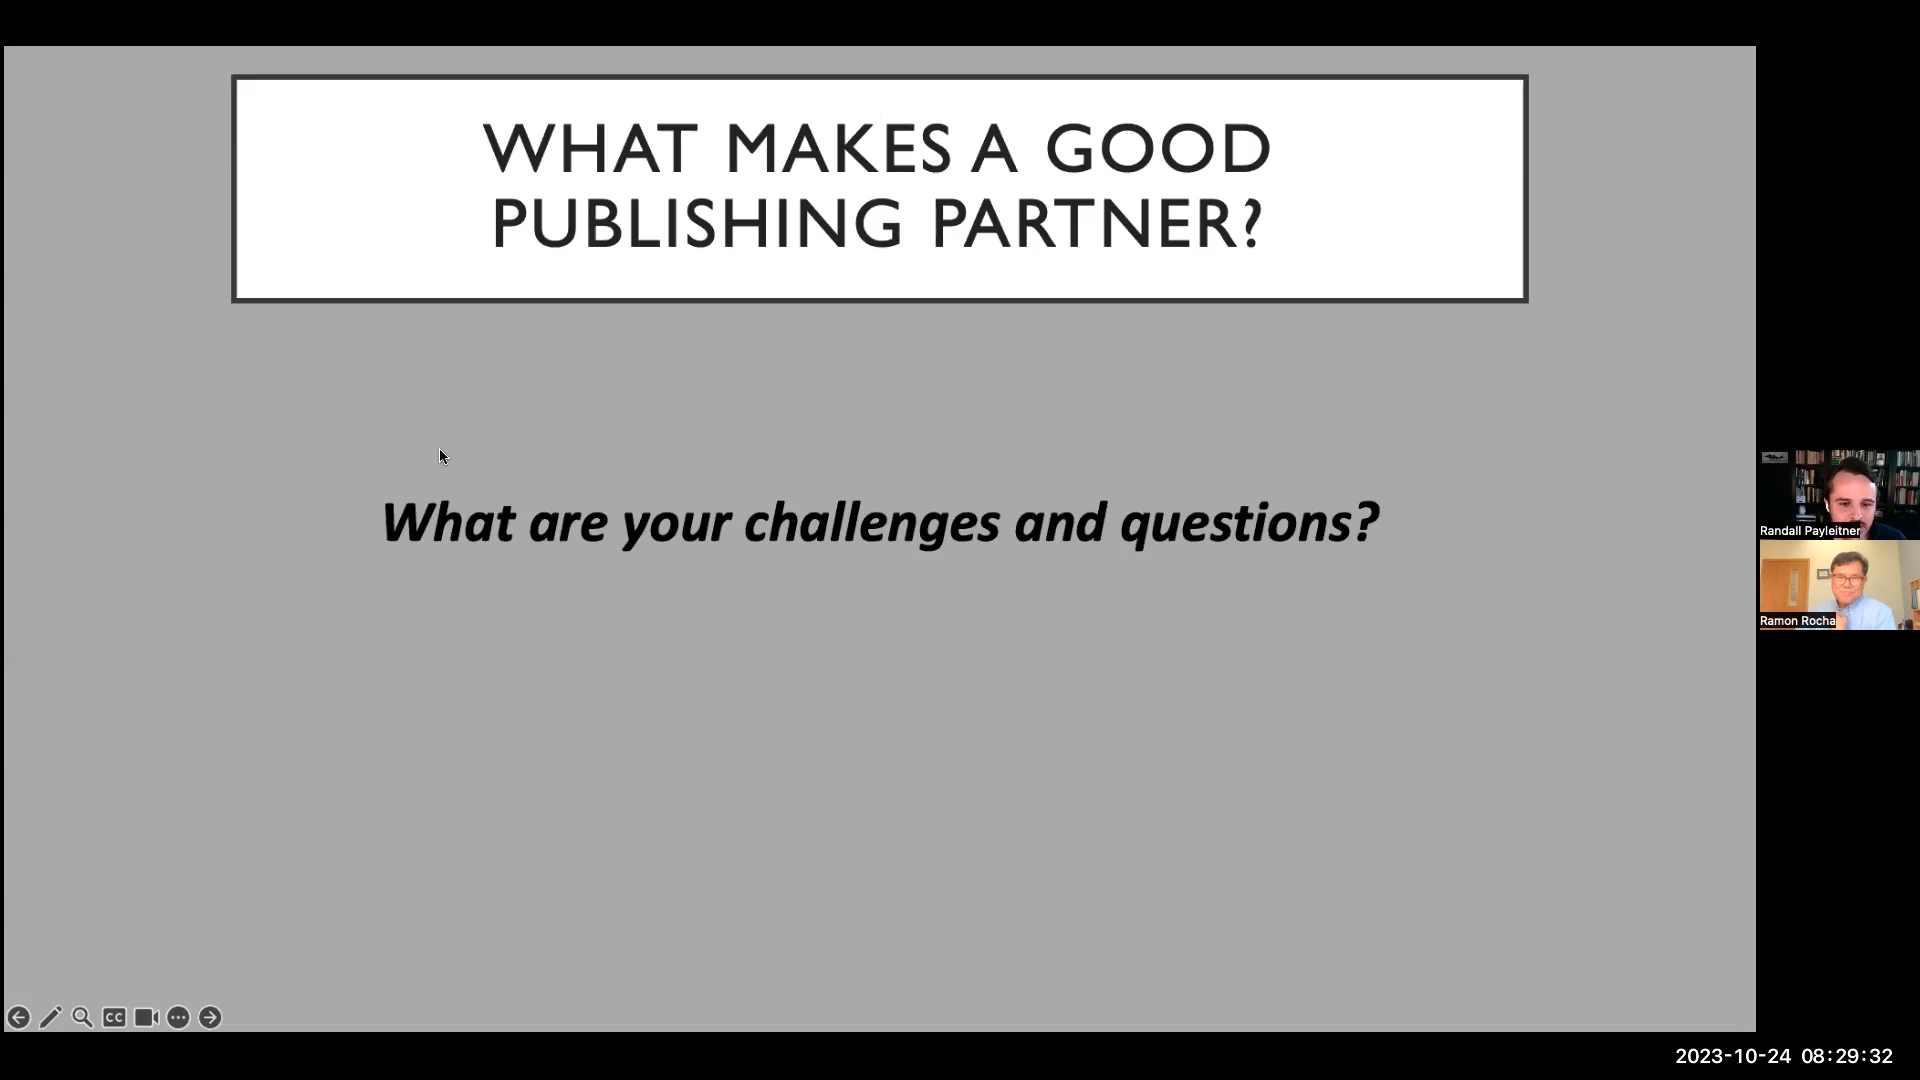 WHAT MAKES A GOOD
PUBLISHING PARTNER?
What are your challenges and questions?
Randall Payleitner
Ramon Rocha
CC
2023-10-24 08:29:32